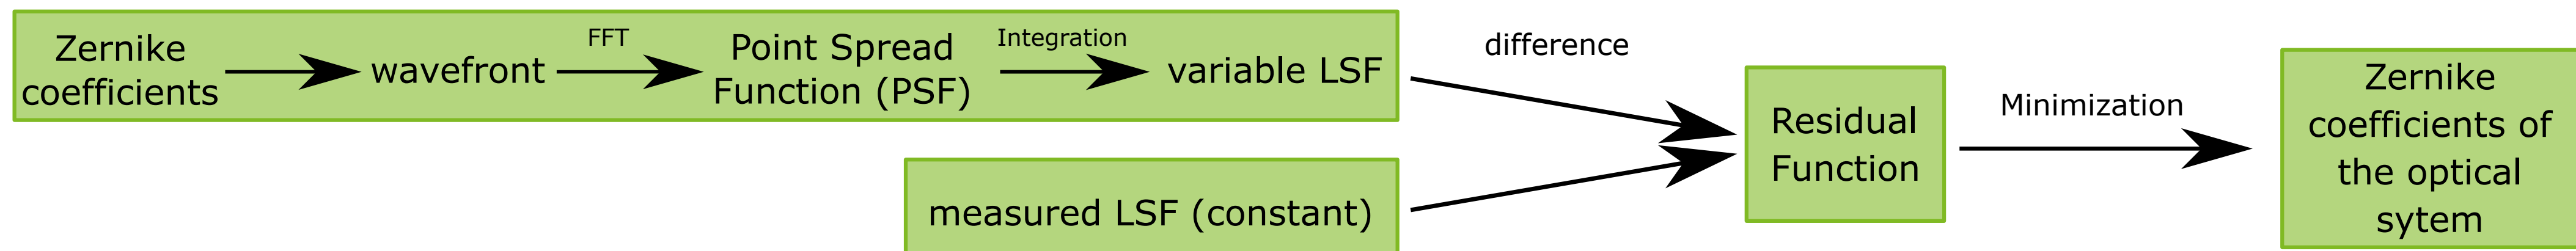 Zernike
coefficients
wavefront
FFT
Point Spread
Function (PSF)
Integration
variable LSF
difference
measured LSF (constant)
Residual
Function
Minimization
Zernike
coefficients of
the optical
sytem